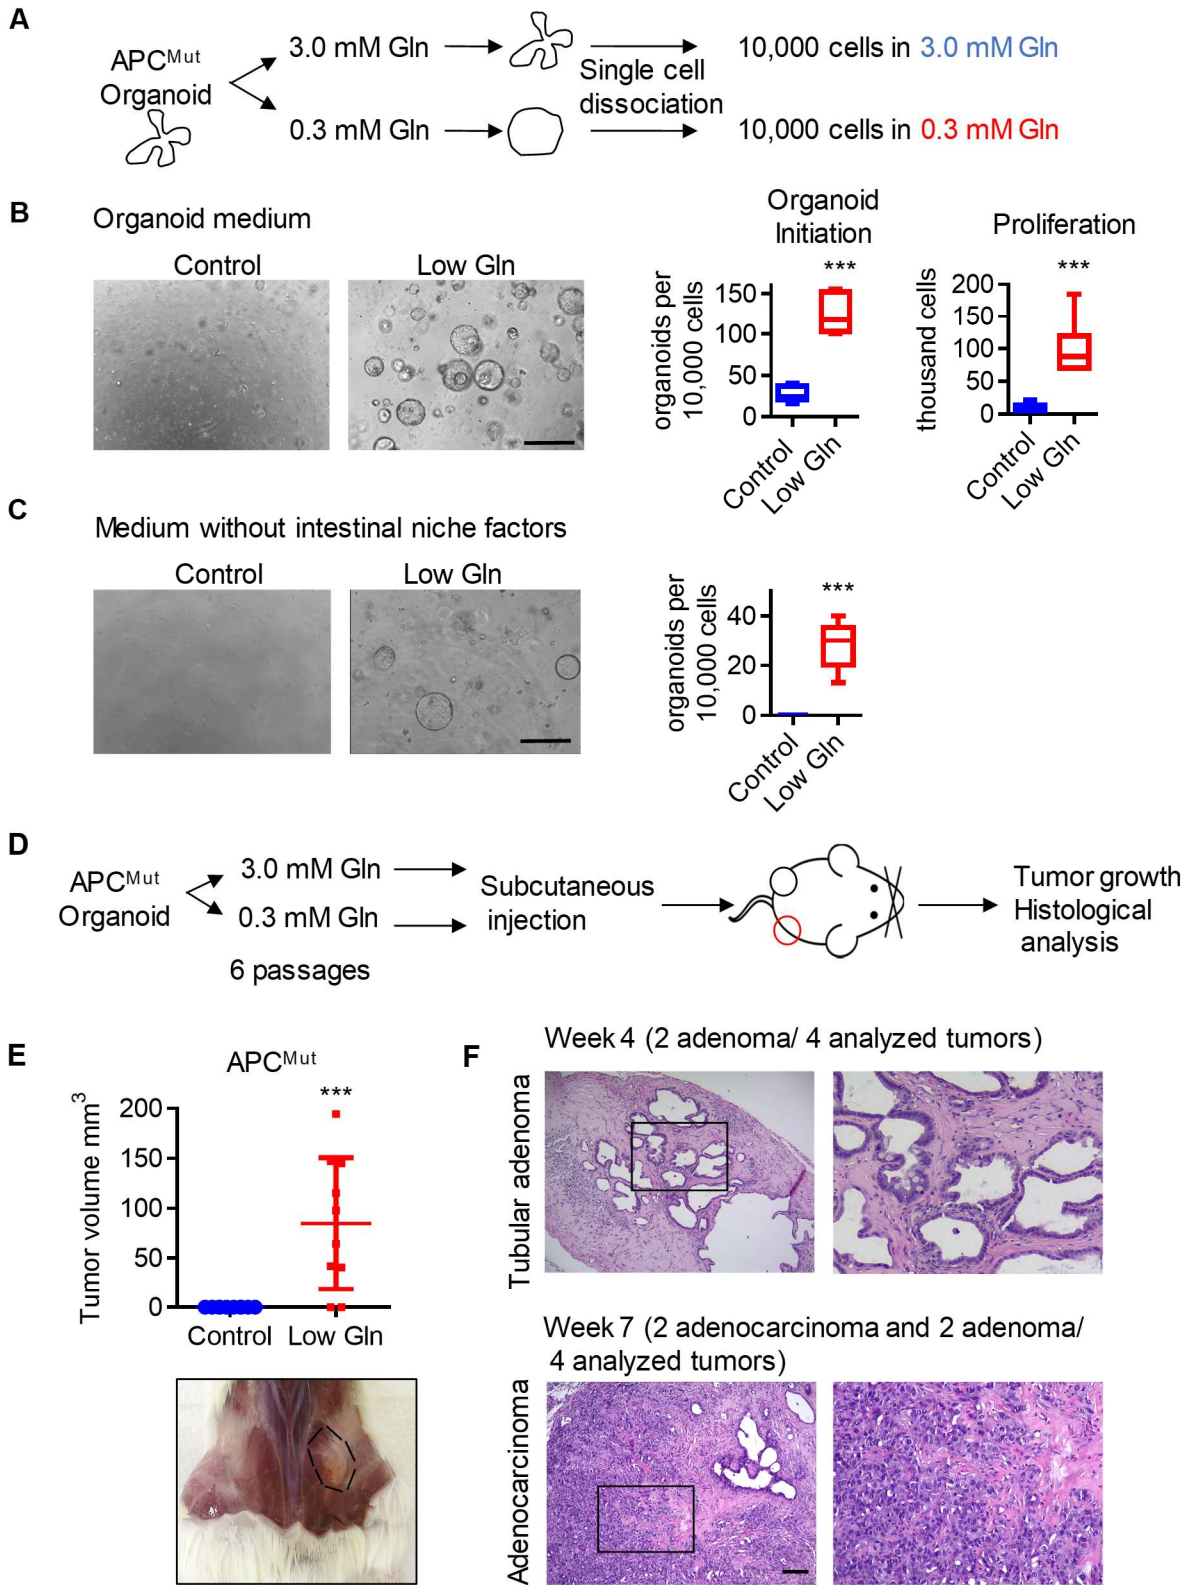 A
APC^Mut
Organoid
3.0 mM Gln
0.3 mM Gln
Single cell
dissociation
10,000 cells in 3.0 mM Gln
10,000 cells in 0.3 mM Gln
B
Organoid medium
Control
Low Gln
Organoid
Initiation
organoids per
10,000 cells
150
100
50
0
***
Control
Low Gln
Proliferation
thousand cells
200
150
100
50
0
***
Control
Low Gln
C
Medium without intestinal niche factors
Control
Low Gln
organoids per
10,000 cells
40
20
0
***
Control
Low Gln
D
APC^Mut
Organoid
3.0 mM Gln
0.3 mM Gln
6 passages
Subcutaneous
injection
Tumor growth
Histological
analysis
E
APC^Mut
***
Tumor volume mm³
200
150
100
50
0
Control
Low Gln
F
Week 4 (2 adenoma/ 4 analyzed tumors)
Tubular adenoma
Week 7 (2 adenocarcinoma and 2 adenoma/
4 analyzed tumors)
Adenocarcinoma